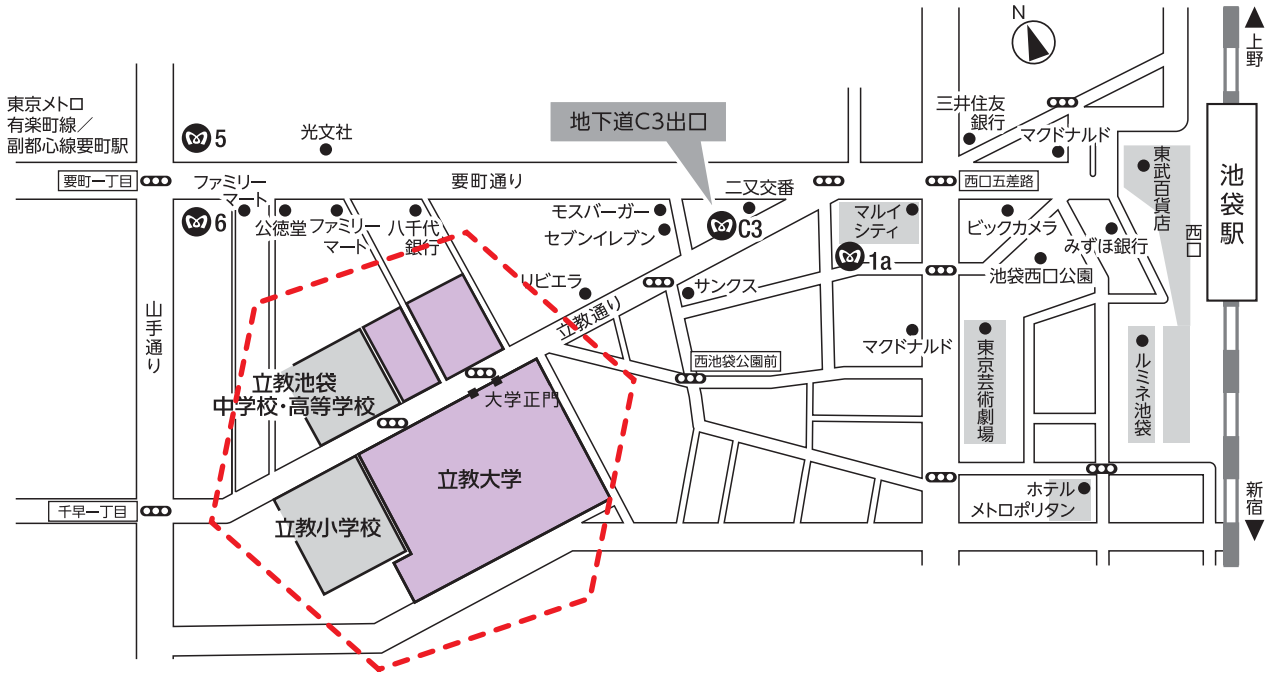 N
上野
東京メトロ
有楽町線／
副都心線要町駅
5
光文社
地下道C3出口
三井住友
銀行
マクドナルド
東武百貨店
池袋駅
要町一丁目
ファミリー
マート
要町通り
二又交番
西口五差路
6
公徳堂
ファミリー
マート
八千代
銀行
モスバーガー
セブンイレブン
C3
マルイ
シティ
1a
ビックカメラ
みずほ銀行
西口
池袋西口公園
リビエラ
サンクス
立教通り
山手通り
マクドナルド
東京芸術劇場
ルミネ池袋
西池袋公園前
立教池袋
中学校・高等学校
大学正門
立教大学
立教小学校
千早一丁目
ホテル
メトロポリタン
新宿